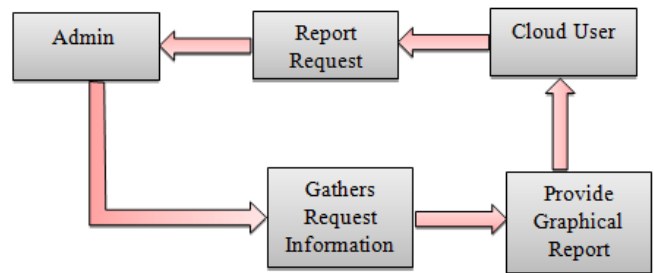 Admin
Report
Request
Cloud User
Gathers
Request
Information
Provide
Graphical
Report